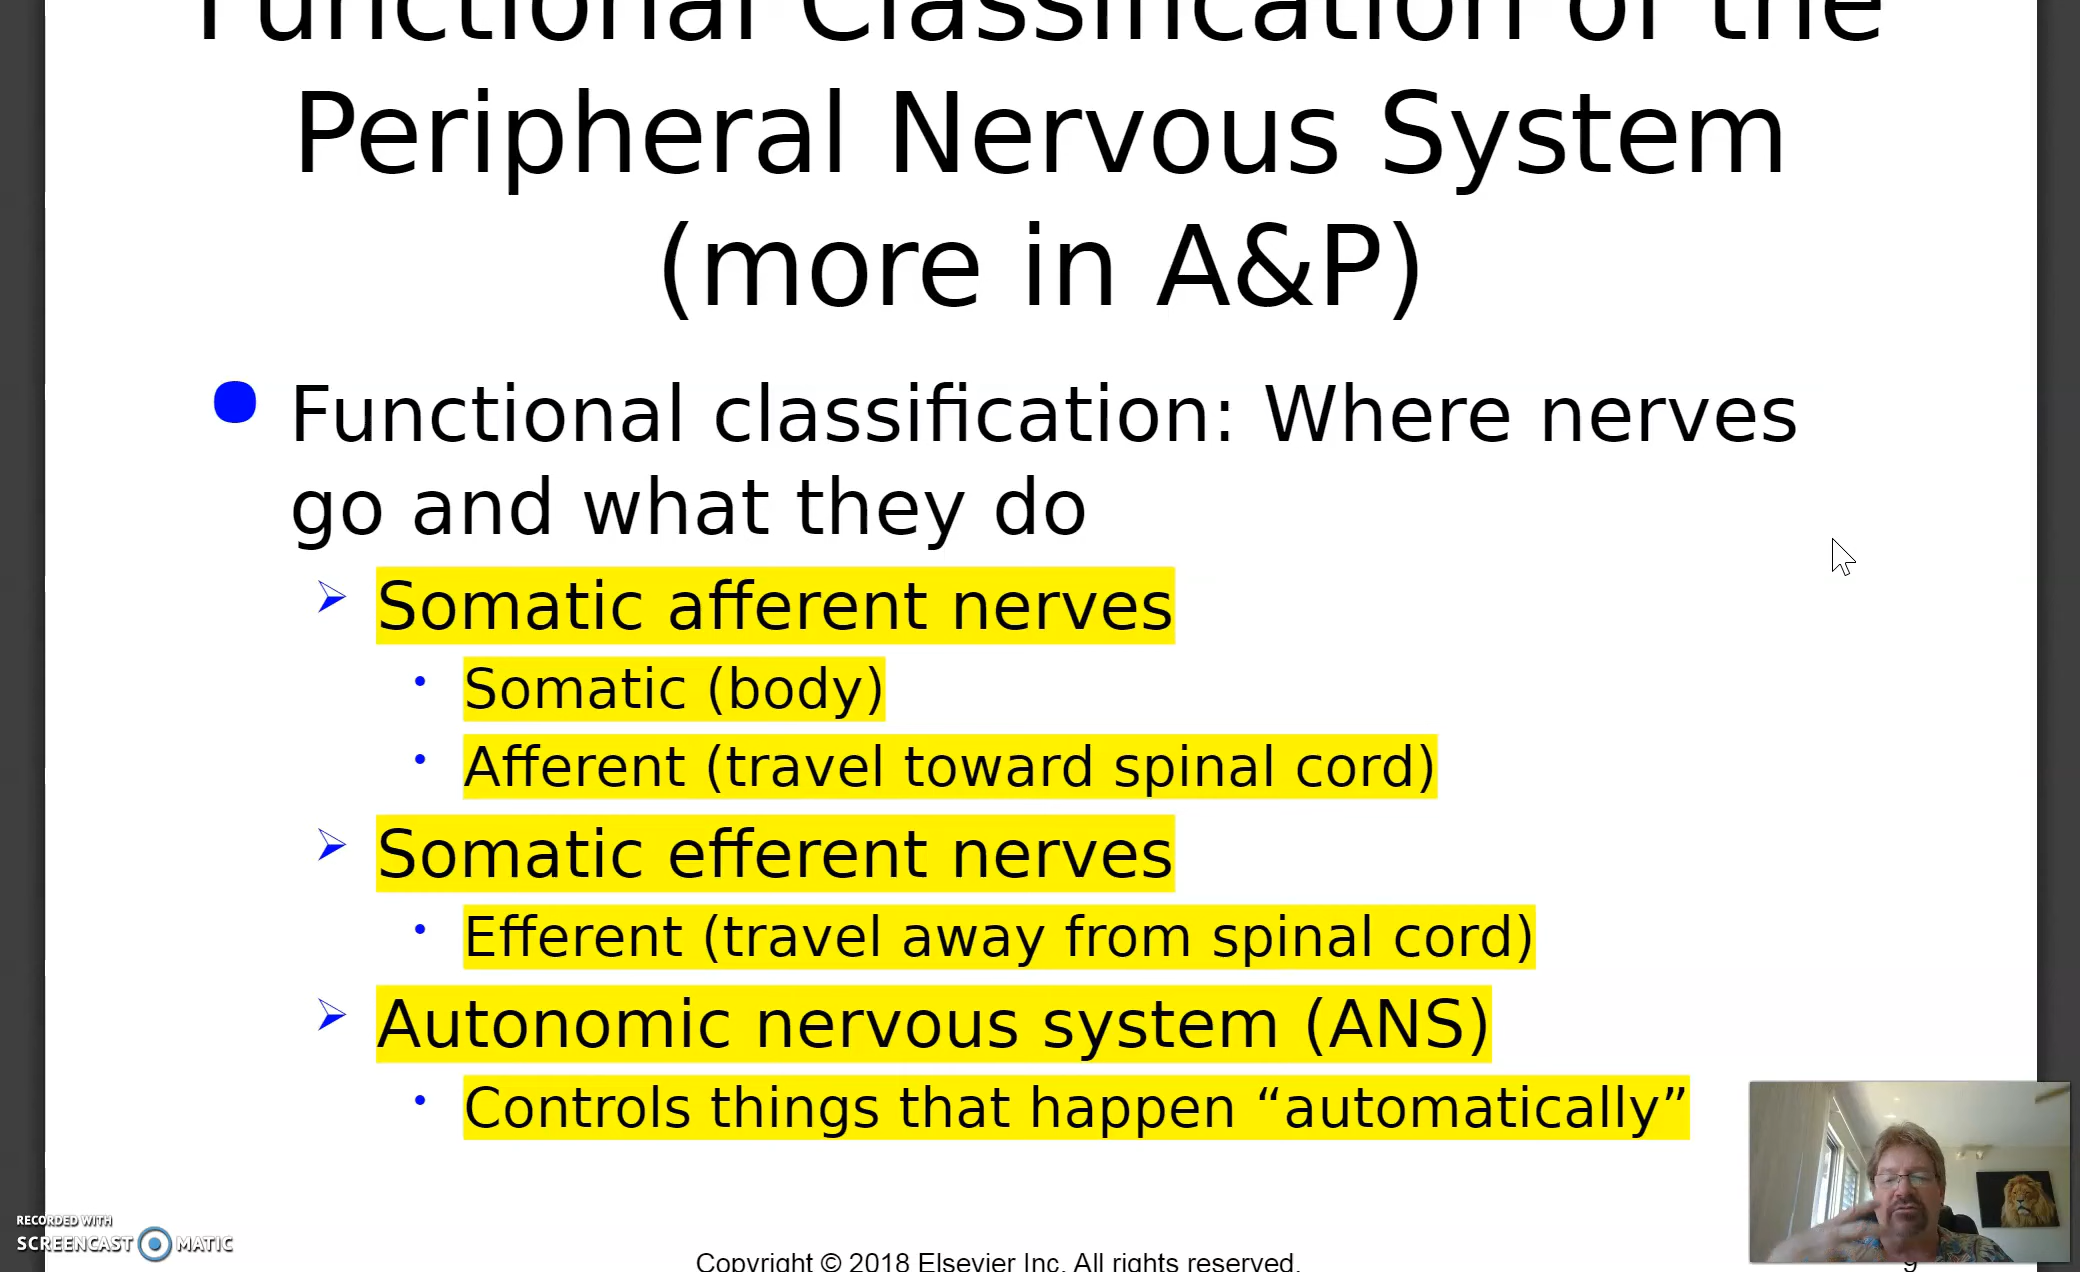 Functional Classification of the
Peripheral Nervous System
(more in A&P)
Functional classification: Where nerves
go and what they do
Somatic afferent nerves
Somatic (body)
Afferent (travel toward spinal cord)
Somatic efferent nerves
Efferent (travel away from spinal cord)
Autonomic nervous system (ANS)
Controls things that happen “automatically”
RECORDED WITH
SCREENCAST MATIC
Copyright © 2018 Elsevier Inc. All rights reserved.
9